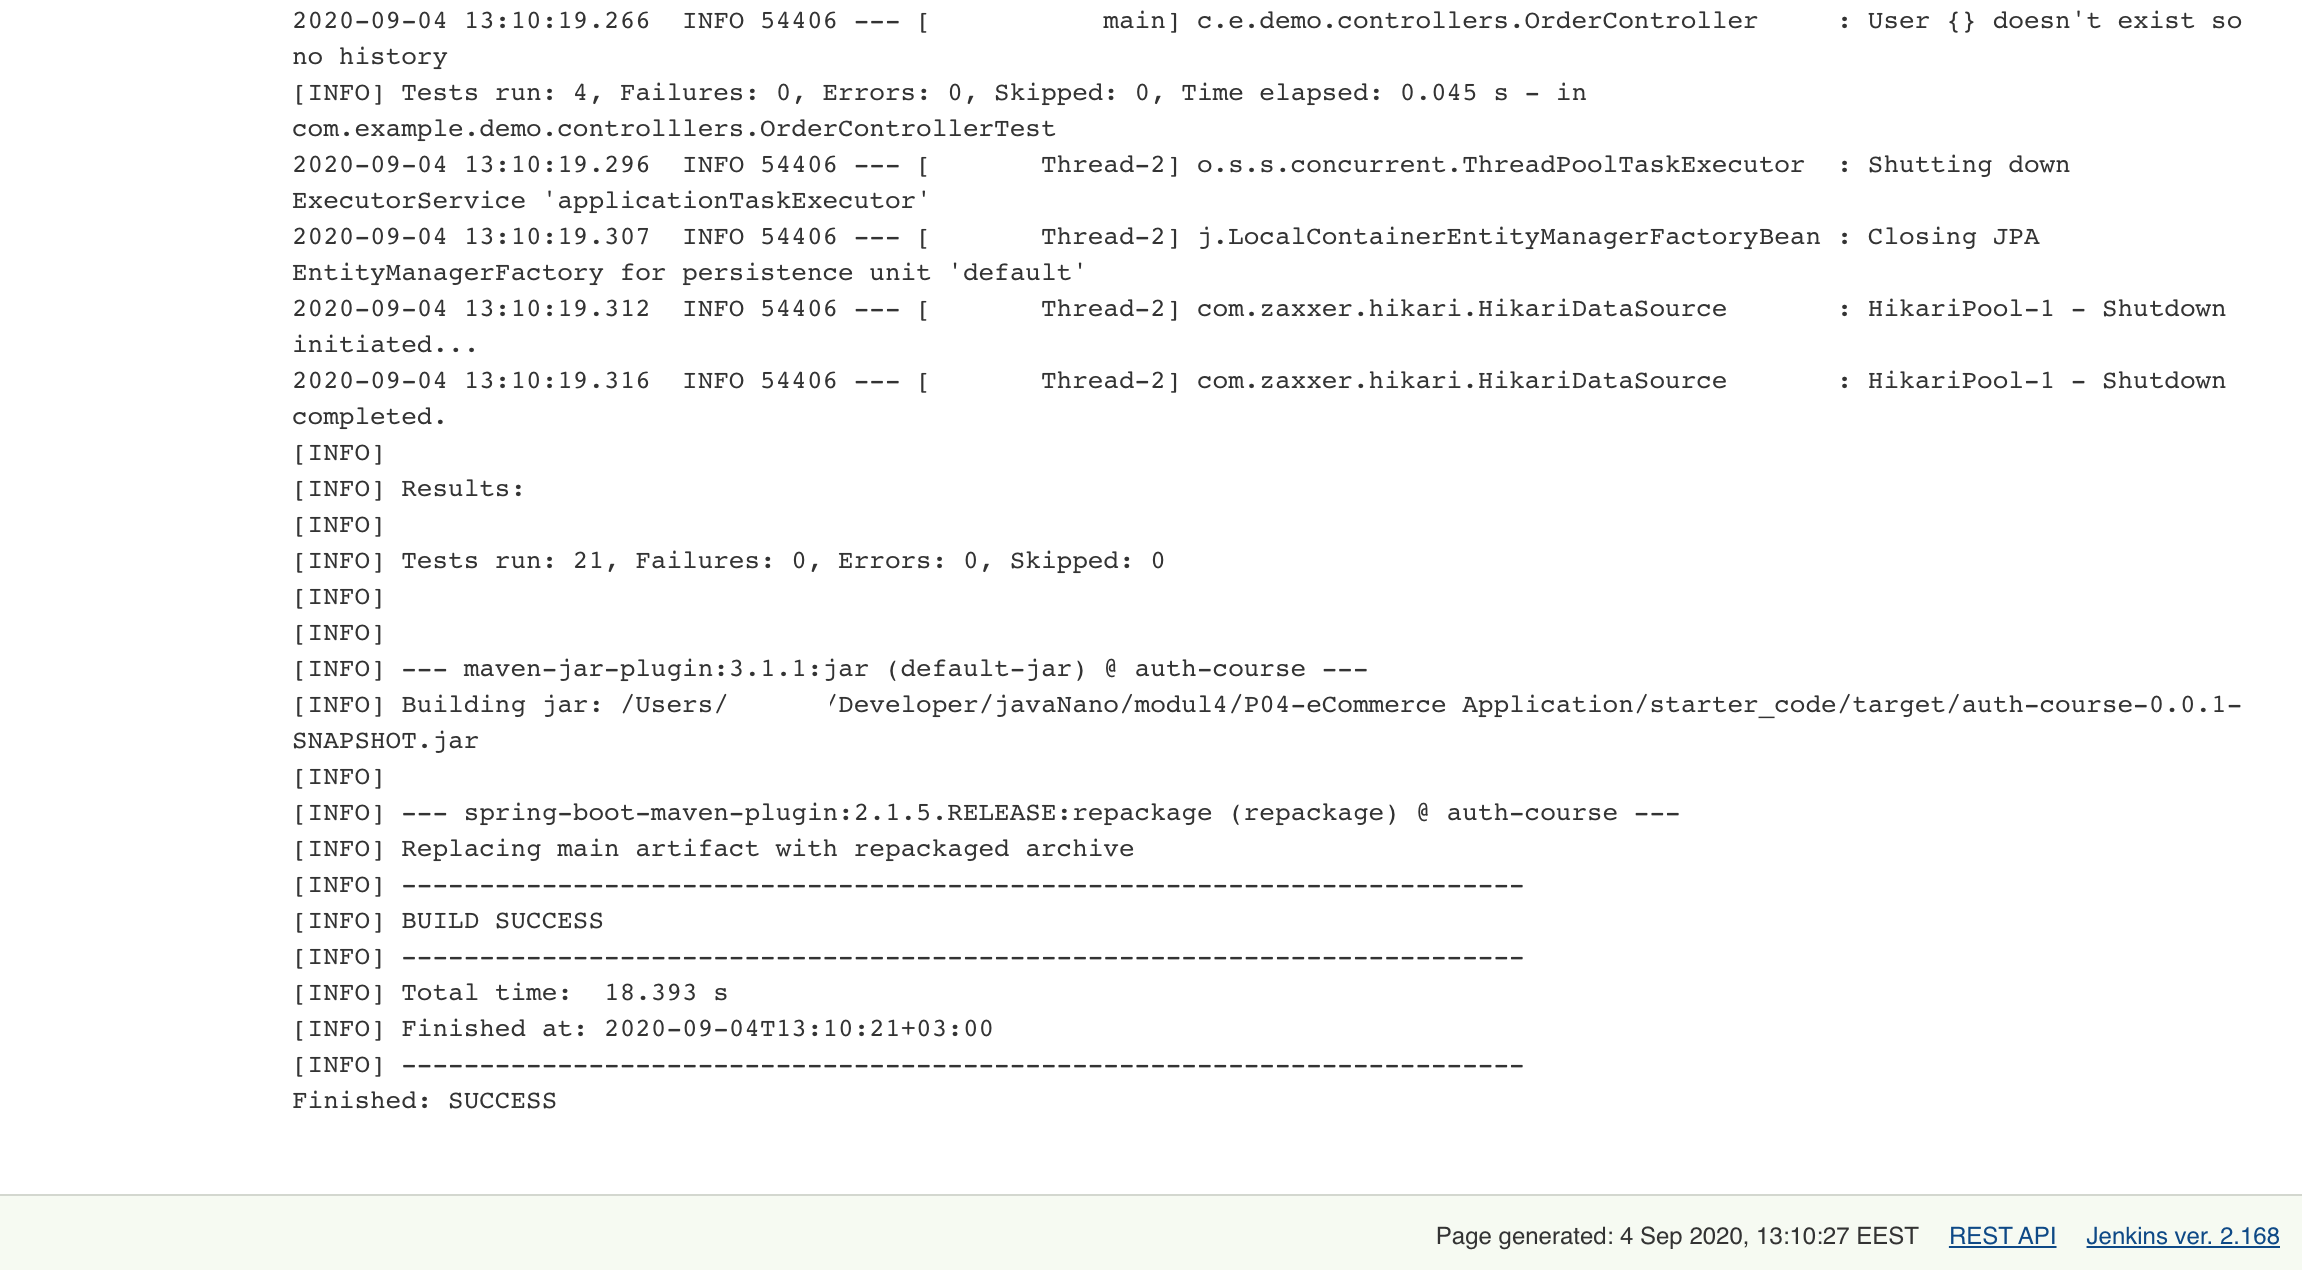 2020-09-04 13:10:19.266  INFO 54406 --- [           main] c.e.demo.controllers.OrderController     : User {} doesn't exist so
no history
[INFO] Tests run: 4, Failures: 0, Errors: 0, Skipped: 0, Time elapsed: 0.045 s - in
com.example.demo.controlllers.OrderControllerTest
2020-09-04 13:10:19.296  INFO 54406 --- [       Thread-2] o.s.s.concurrent.ThreadPoolTaskExecutor  : Shutting down
ExecutorService 'applicationTaskExecutor'
2020-09-04 13:10:19.307  INFO 54406 --- [       Thread-2] j.LocalContainerEntityManagerFactoryBean : Closing JPA
EntityManagerFactory for persistence unit 'default'
2020-09-04 13:10:19.312  INFO 54406 --- [       Thread-2] com.zaxxer.hikari.HikariDataSource       : HikariPool-1 - Shutdown
initiated...
2020-09-04 13:10:19.316  INFO 54406 --- [       Thread-2] com.zaxxer.hikari.HikariDataSource       : HikariPool-1 - Shutdown
completed.
[INFO]
[INFO] Results:
[INFO]
[INFO] Tests run: 21, Failures: 0, Errors: 0, Skipped: 0
[INFO]
[INFO]
[INFO] --- maven-jar-plugin:3.1.1:jar (default-jar) @ auth-course ---
[INFO] Building jar: /Users/      /Developer/javaNano/modul4/P04-eCommerce Application/starter_code/target/auth-course-0.0.1-
SNAPSHOT.jar
[INFO]
[INFO] --- spring-boot-maven-plugin:2.1.5.RELEASE:repackage (repackage) @ auth-course ---
[INFO] Replacing main artifact with repackaged archive
[INFO] ------------------------------------------------------------------------
[INFO] BUILD SUCCESS
[INFO] ------------------------------------------------------------------------
[INFO] Total time:  18.393 s
[INFO] Finished at: 2020-09-04T13:10:21+03:00
[INFO] ------------------------------------------------------------------------
Finished: SUCCESS
Page generated: 4 Sep 2020, 13:10:27 EEST REST API Jenkins ver. 2.168